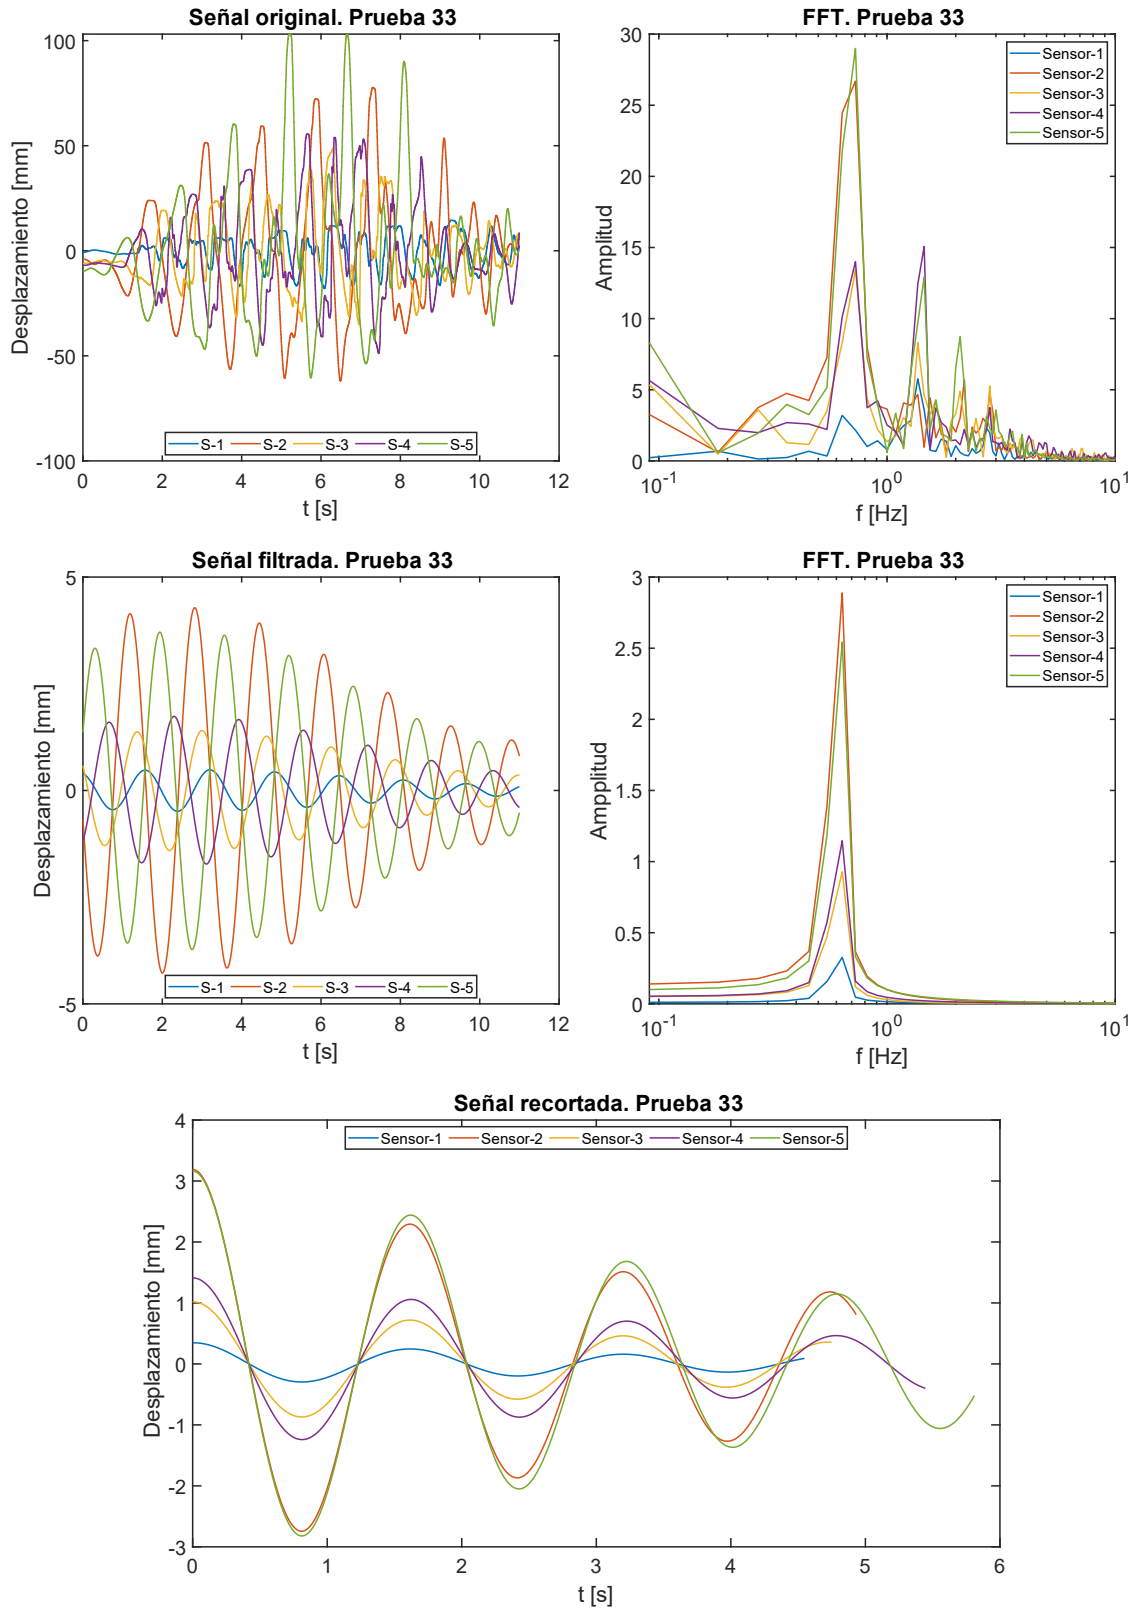 Señal original. Prueba 33
Desplazamiento [mm]
100
50
0
-50
-100
S-1 S-2 S-3 S-4 S-5
0 2 4 6 8 10 12
t [s]
FFT. Prueba 33
Amplitud
30
25
20
15
10
5
0
Sensor-1
Sensor-2
Sensor-3
Sensor-4
Sensor-5
10^-1 10^0 10^1
f [Hz]
Señal filtrada. Prueba 33
Desplazamiento [mm]
5
0
-5
S-1 S-2 S-3 S-4 S-5
0 2 4 6 8 10 12
t [s]
FFT. Prueba 33
Ampplitud
3
2.5
2
1.5
1
0.5
0
Sensor-1
Sensor-2
Sensor-3
Sensor-4
Sensor-5
10^-1 10^0 10^1
f [Hz]
Señal recortada. Prueba 33
Sensor-1 Sensor-2 Sensor-3 Sensor-4 Sensor-5
Desplazamiento [mm]
4
3
2
1
0
-1
-2
-3
0 1 2 3 4 5 6
t [s]